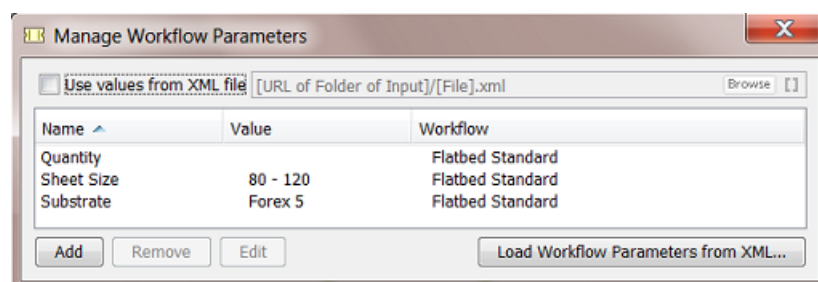 Manage Workflow Parameters
Use values from XML file [URL of Folder of Input]/[File].xml Browse []
Name Value Workflow
Quantity Flatbed Standard
Sheet Size 80 - 120 Flatbed Standard
Substrate Forex 5 Flatbed Standard
Add Remove Edit Load Workflow Parameters from XML...